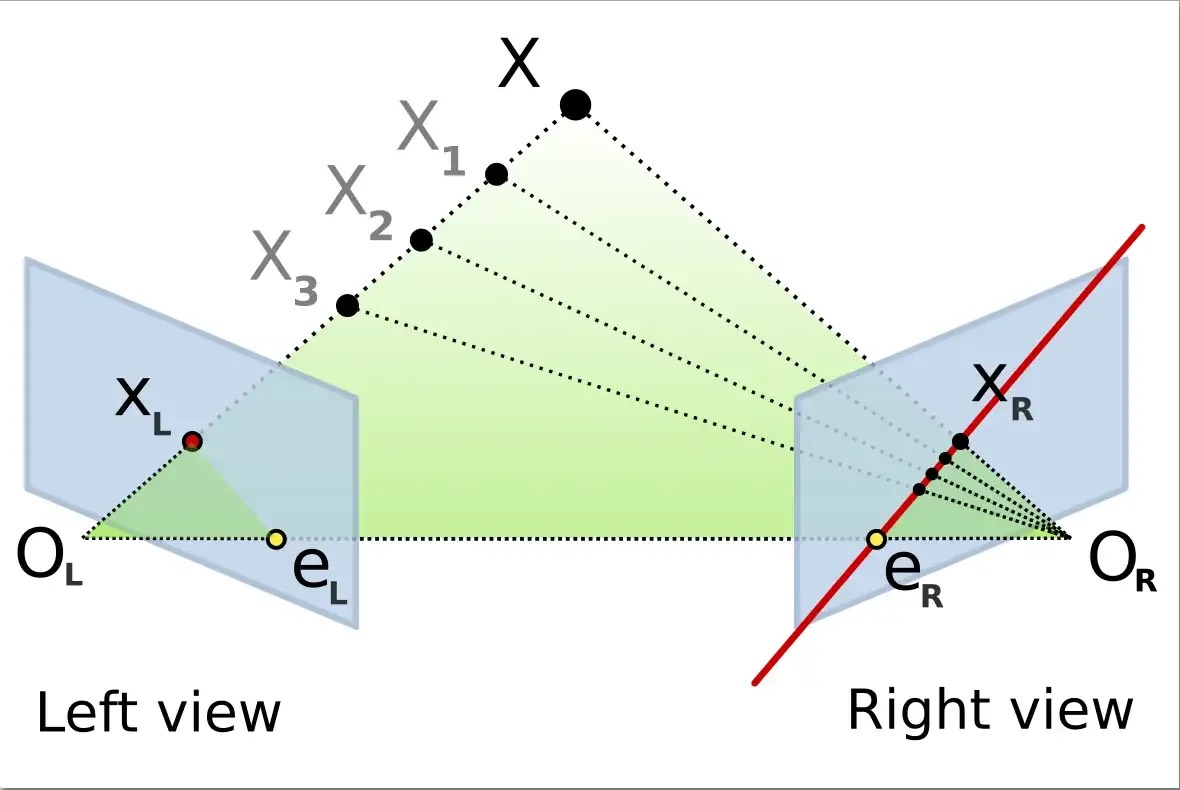 X
X1
X2
X3
XL
XR
OL
eL
eR
OR
Left view
Right view